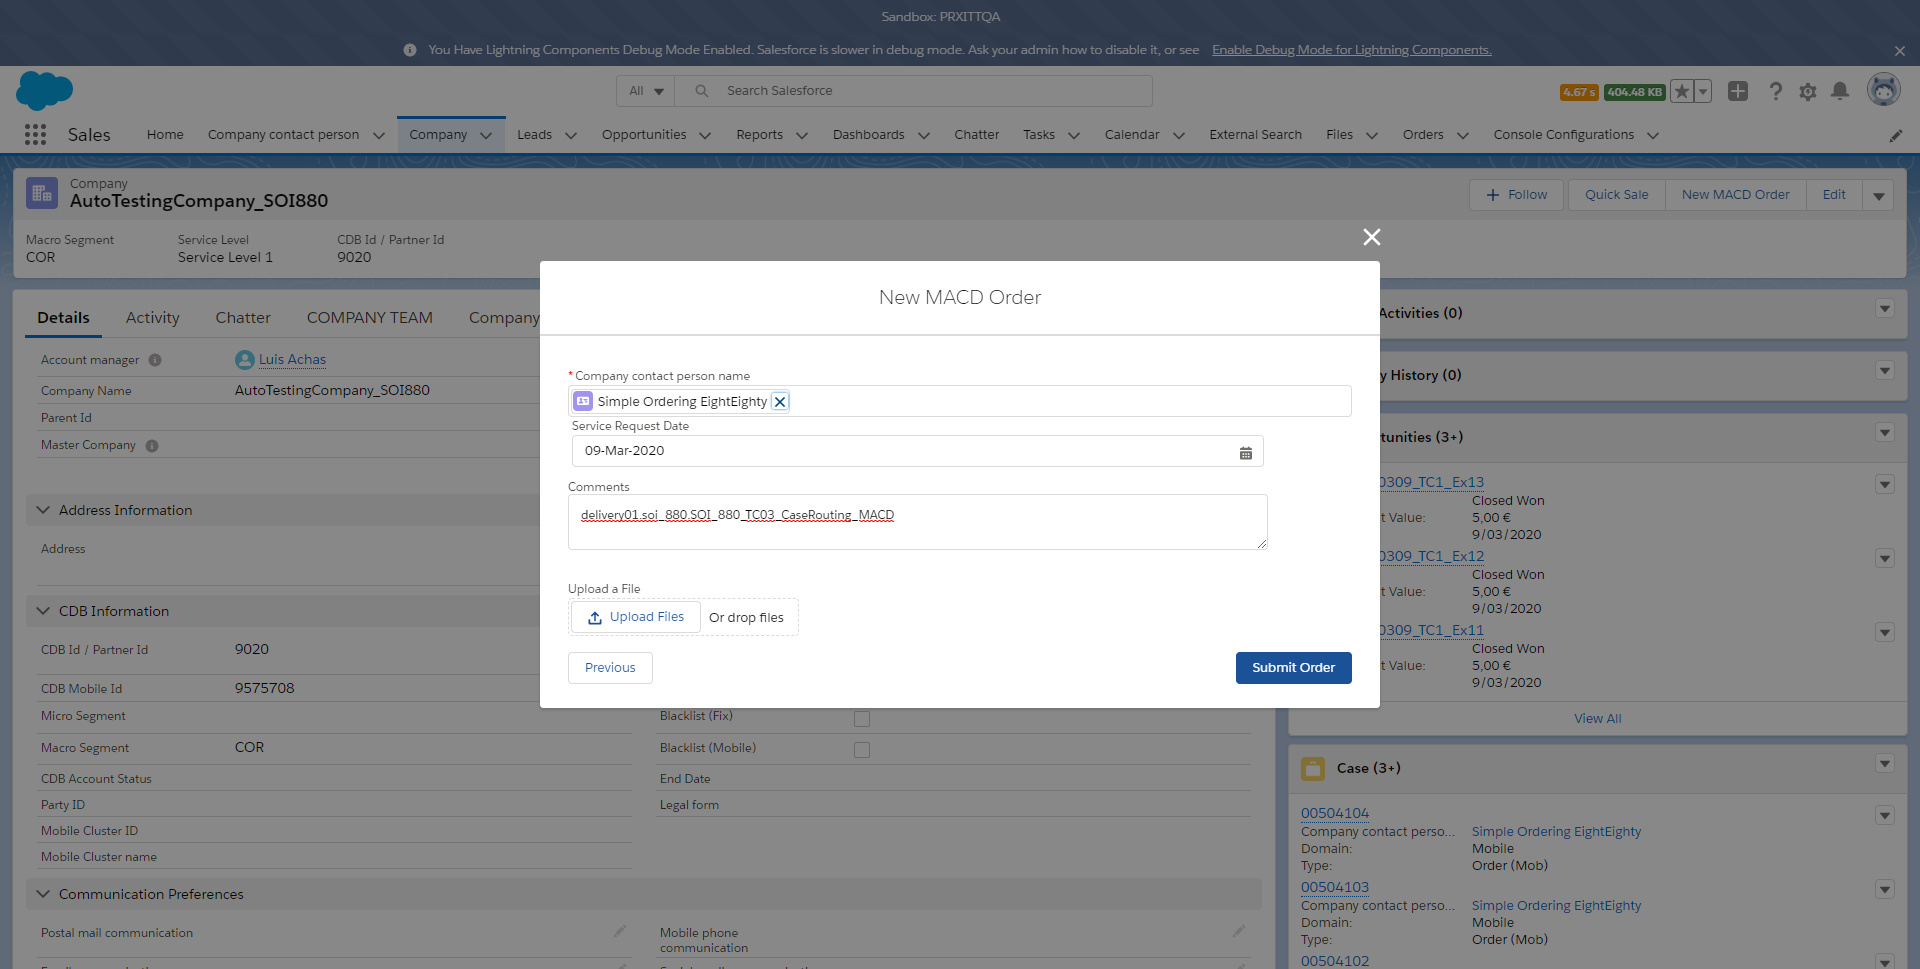 Sandbox: PRXITTQA
You Have Lightning Components Debug Mode Enabled. Salesforce is slower in debug mode. Ask your admin how to disable it, or see Enable Debug Mode for Lightning Components.
All
Search Salesforce
4.67 s
404.48 KB
Sales
Home
Company contact person
Company
Leads
Opportunities
Reports
Dashboards
Chatter
Tasks
Calendar
External Search
Files
Orders
Console Configurations
Company
AutoTestingCompany_SOI880
Follow
Quick Sale
New MACD Order
Edit
Macro Segment
COR
Service Level
Service Level 1
CDB Id / Partner Id
9020
Details
Activity
Chatter
COMPANY TEAM
Company
Account manager
Luis Achas
Company Name
AutoTestingCompany_SOI880
Parent Id
Master Company
Address Information
Address
CDB Information
CDB Id / Partner Id
9020
CDB Mobile Id
9575708
Micro Segment
Macro Segment
COR
CDB Account Status
Party ID
Mobile Cluster ID
Mobile Cluster name
Blacklist (Fix)
Blacklist (Mobile)
End Date
Legal form
Communication Preferences
Postal mail communication
Mobile phone
communication
New MACD Order
* Company contact person name
Simple Ordering EightEighty
Service Request Date
09-Mar-2020
Comments
delivery01.soi_880.SOI_880_TC03_CaseRouting_MACD
Upload a File
Upload Files
Or drop files
Previous
Submit Order
Activities (0)
y History (0)
tunities (3+)
0309_TC1_Ex13
Closed Won
t Value:
5,00 €
9/03/2020
0309_TC1_Ex12
Closed Won
t Value:
5,00 €
9/03/2020
0309_TC1_Ex11
Closed Won
t Value:
5,00 €
9/03/2020
View All
Case (3+)
00504104
Company contact perso...
Simple Ordering EightEighty
Domain:
Mobile
Type:
Order (Mob)
00504103
Company contact perso...
Simple Ordering EightEighty
Domain:
Mobile
Type:
Order (Mob)
00504102